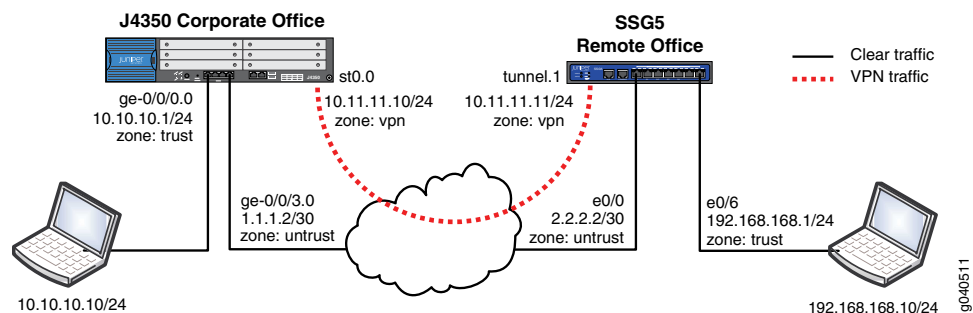 J4350 Corporate Office
SSG5
Remote Office
Clear traffic
VPN traffic
JUNIPER
J4350
st0.0
10.11.11.10/24
zone: vpn
tunnel.1
10.11.11.11/24
zone: vpn
ge-0/0/0.0
10.10.10.1/24
zone: trust
ge-0/0/3.0
1.1.1.2/30
zone: untrust
e0/0
2.2.2.2/30
zone: untrust
e0/6
192.168.168.1/24
zone: trust
10.10.10.10/24
192.168.168.10/24
g040511